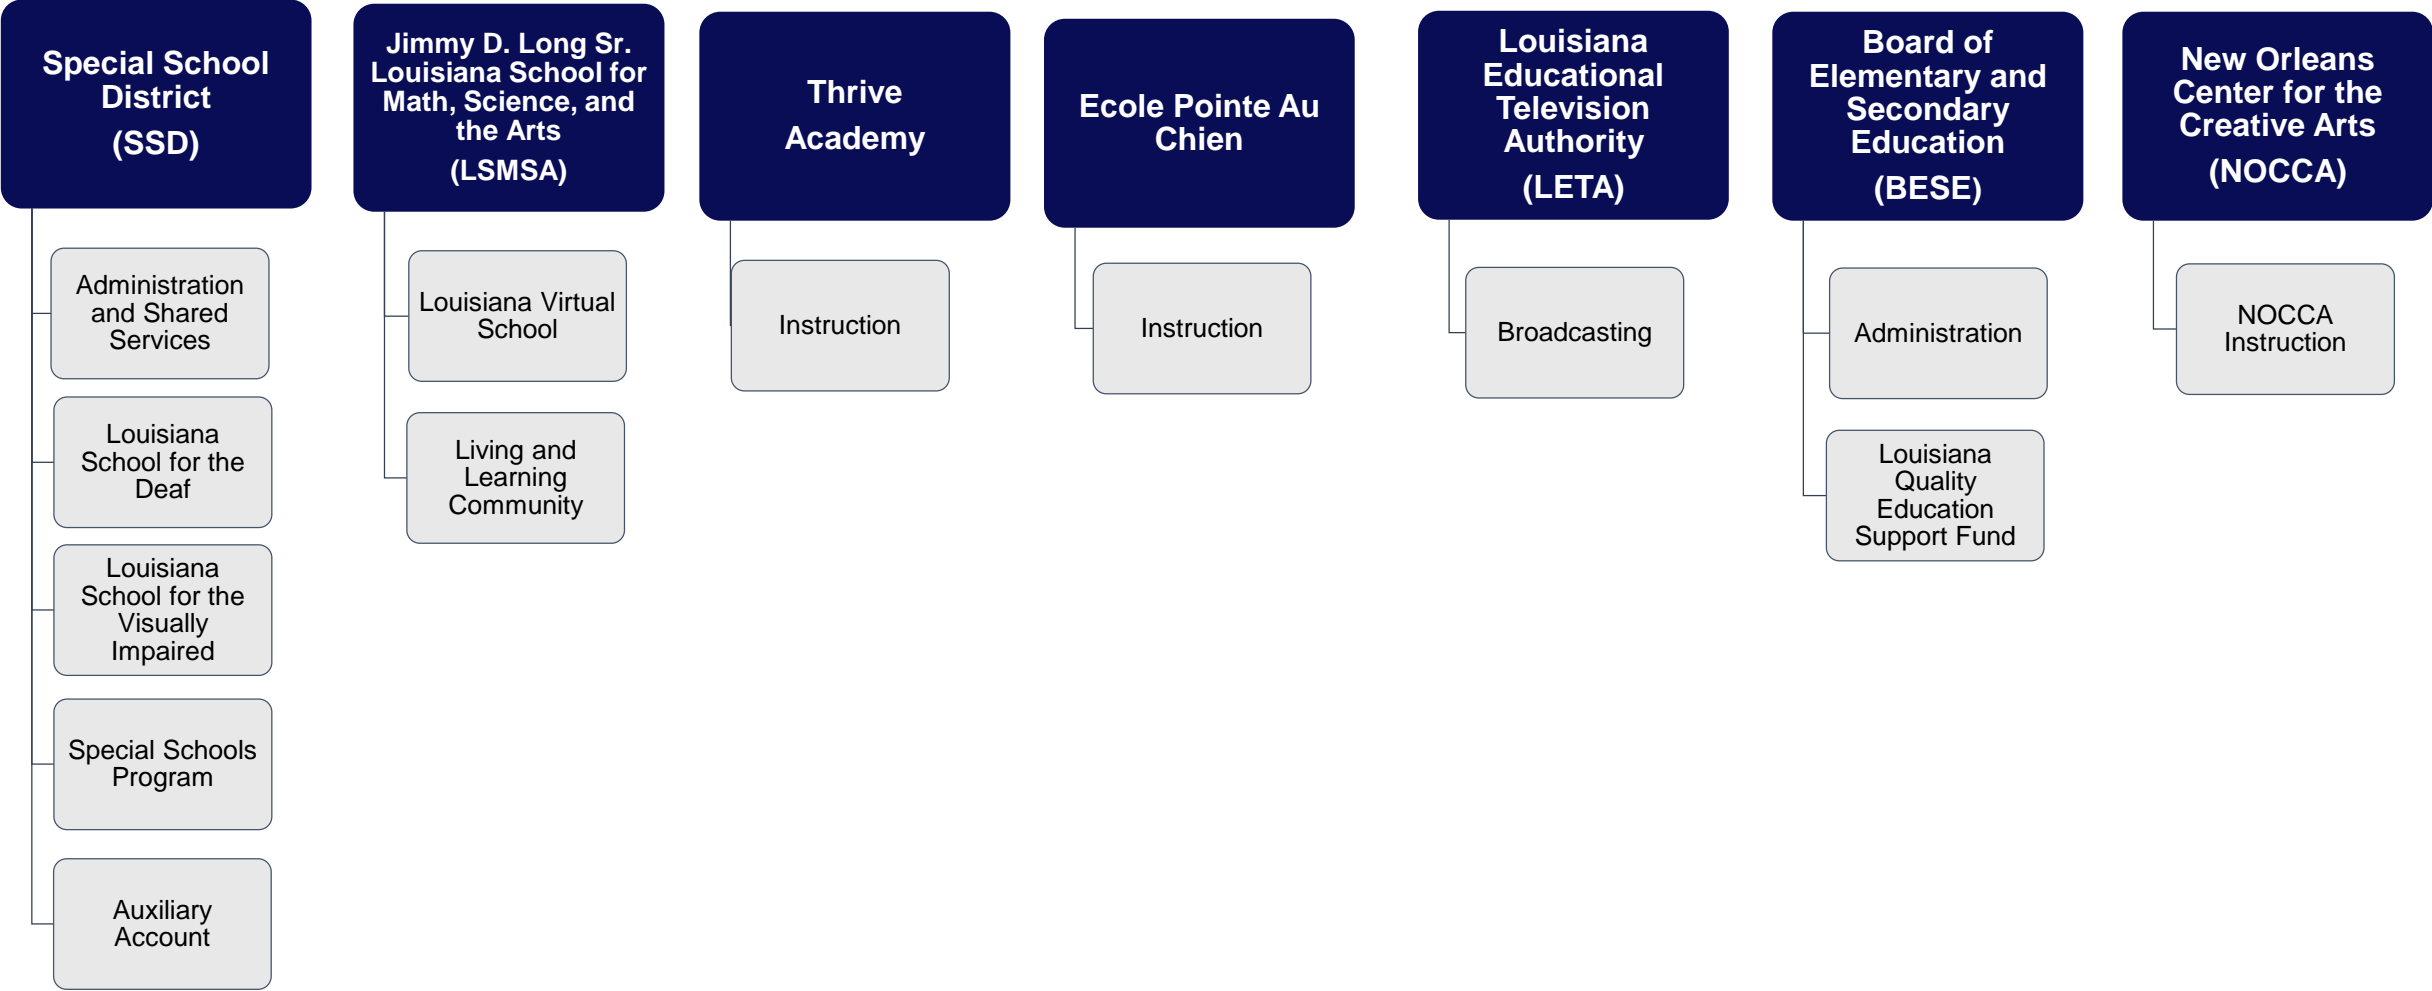 Special School
District
(SSD)
Administration
and Shared
Services
Louisiana
School for the
Deaf
Louisiana
School for the
Visually
Impaired
Special Schools
Program
Auxiliary
Account
Jimmy D. Long Sr.
Louisiana School for
Math, Science, and
the Arts
(LSMSA)
Louisiana Virtual
School
Living and
Learning
Community
Thrive
Academy
Instruction
Ecole Pointe Au
Chien
Instruction
Louisiana
Educational
Television
Authority
(LETA)
Broadcasting
Board of
Elementary and
Secondary
Education
(BESE)
Administration
Louisiana
Quality
Education
Support Fund
New Orleans
Center for the
Creative Arts
(NOCCA)
NOCCA
Instruction